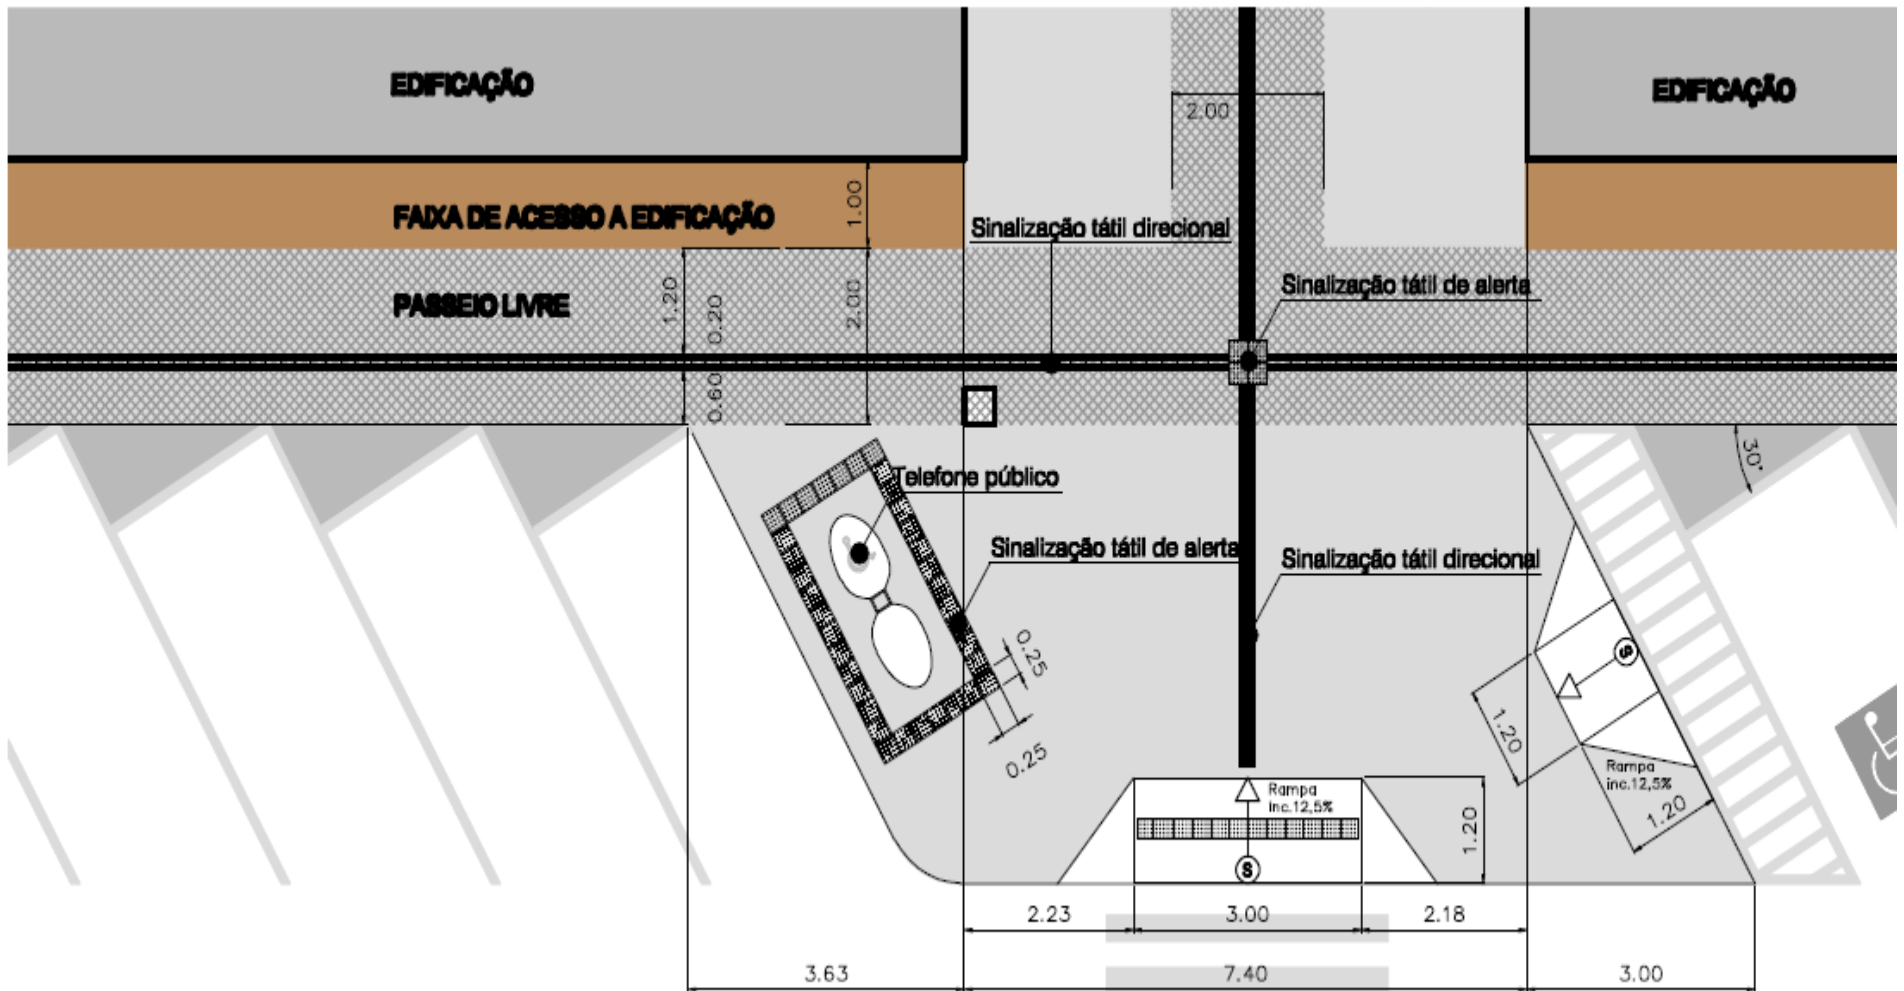 EDIFICAÇÃO
EDIFICAÇÃO
2.00
FAIXA DE ACESSO A EDIFICAÇÃO
1.00
Sinalização tátil direcional
PASSEIO LIVRE
1.20
0.20
2.00
Sinalização tátil de alerta
0.60
30°
Telefone público
Sinalização tátil de alerta
Sinalização tátil direcional
0.25
0.25
S
1.20
Rampa
inc.12,5%
1.20
Rampa
inc.12,5%
1.20
S
2.23
3.00
2.18
3.63
7.40
3.00